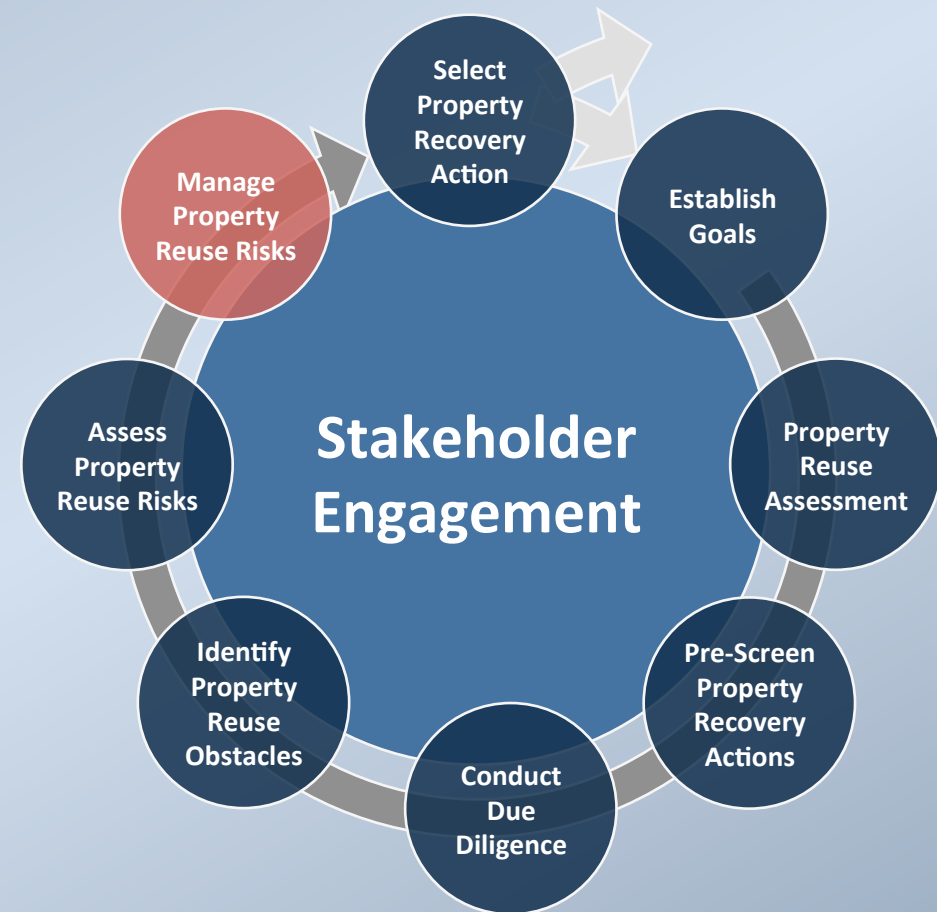 Select
Property
Recovery
Action
Establish
Goals
Property
Reuse
Assessment
Pre-Screen
Property
Recovery
Actions
Conduct
Due
Diligence
Identify
Property
Reuse
Obstacles
Assess
Property
Reuse Risks
Manage
Property
Reuse Risks
Stakeholder
Engagement